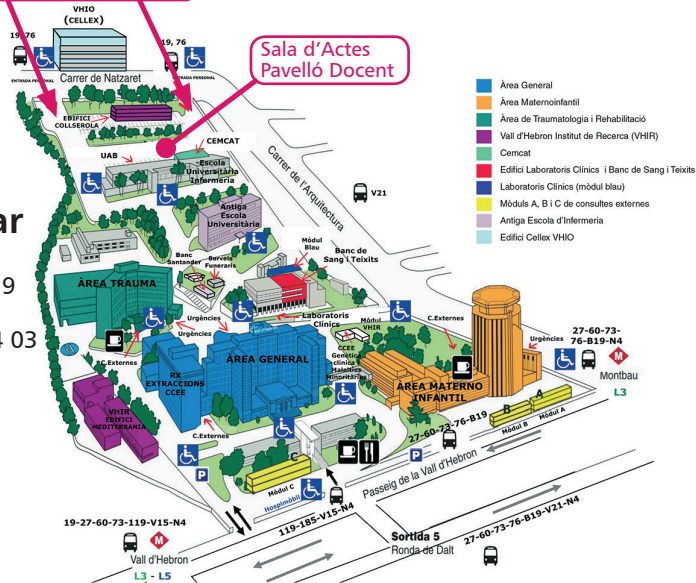 VHIO
(CELLEX)
19, 76
19, 76
ENTRADA PERSONAL
Carrer de Natzaret
ENTRADA PERSONAL
Sala d'Actes
Pavelló Docent
EDIFICI
COLLSEROLA
CEMCAT
UAB
Escola
Universitària
Infermeria
Carrer de l'Arquitectura
V21
Antiga
Escola
Universitària
ar
9
4 03
Àrea General
Àrea Maternoinfantil
Àrea de Traumatologia i Rehabilitació
Vall d'Hebron Institut de Recerca (VHIR)
Cemcat
Edifici Laboratoris Clínics i Banc de Sang i Teixits
Laboratoris Clínics (mòdul blau)
Mòduls A, B i C de consultes externes
Antiga Escola d'Infermeria
Edifici Cellex VHIO
Mòdul
Blau
Banc de
Sang i Teixits
Banc
Santander
Serveis
Funeraris
ÀREA TRAUMA
Urgències
Urgències
C.Externes
Laboratoris
Clínics
Mòdul
VHIR
C.Externes
Urgències
27-60-73-
76-B19-N4
M
Montbau
L3
RX
EXTRACCIONS
CCEE
ÀREA GENERAL
CCEE
Genètica
clínica i
Malalties
Minoritàries
ÀREA MATERNO
INFANTIL
VHIR
EDIFICI
MEDITERRANIA
C.Externes
P
P
B
A
Mòdul B
Mòdul A
27-60-73-76-B19
C
Mòdul C
Hospimòbil
Passeig de la Vall d'Hebron
119-185-V15-N4
19-27-60-73-119-V15-N4
M
Vall d'Hebron
L3 - L5
Sortida 5
Ronda de Dalt
27-60-73-76-B19-V21-N4